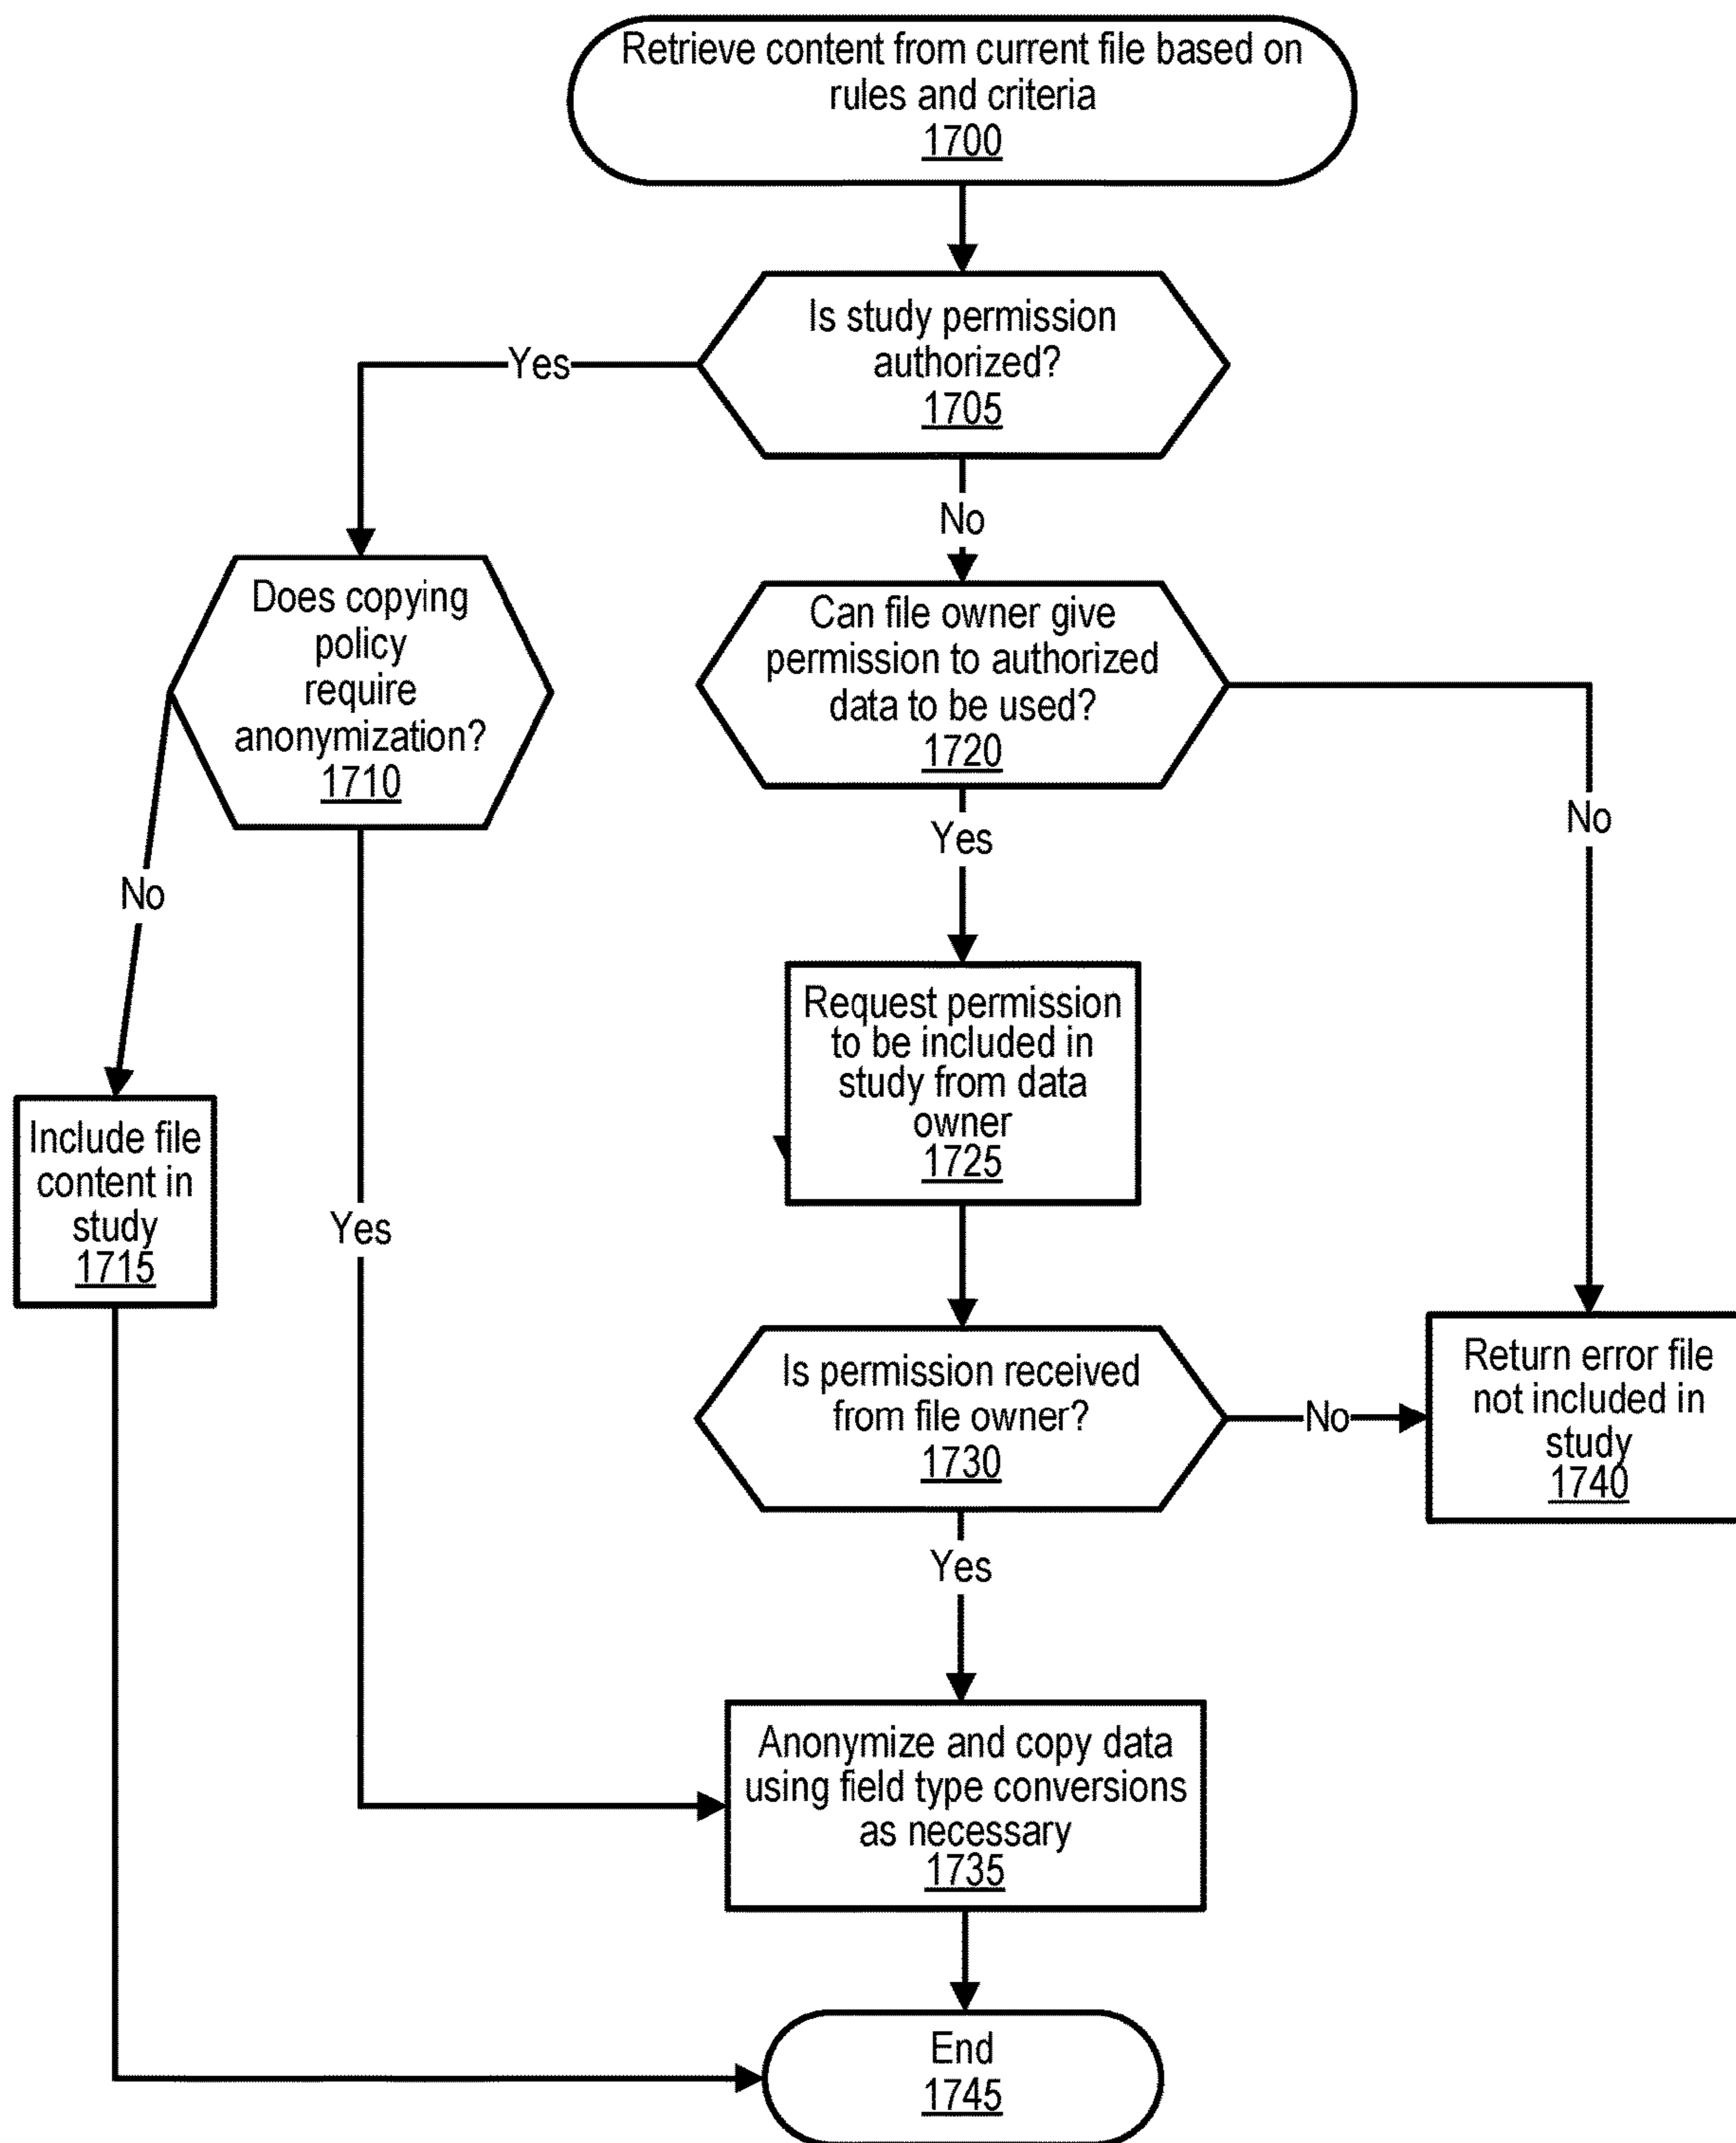 Retrieve content from current file based on
rules and criteria
1700
Is study permission
authorized?
1705
Yes
No
Does copying
policy
require
anonymization?
1710
Can file owner give
permission to authorized
data to be used?
1720
No
Yes
No
Yes
Request permission
to be included in
study from data
owner
1725
Include file
content in
study
1715
Is permission received
from file owner?
1730
No
Return error file
not included in
study
1740
Yes
Anonymize and copy data
using field type conversions
as necessary
1735
End
1745